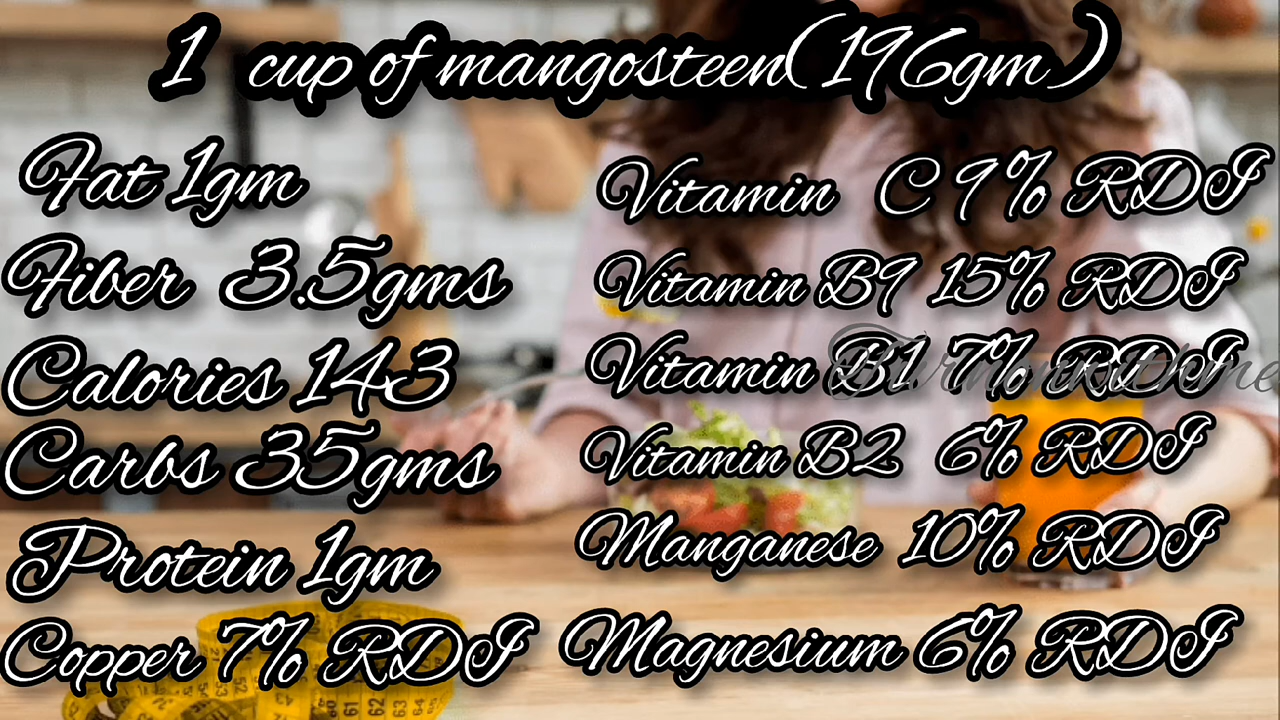 1 cup of mangosteen(196gm)
Fat 1gm
Fiber 3.5gms
Calories 143
Carbs 35gms
Protein 1gm
Copper 7% RDI
Vitamin C 9% RDI
Vitamin B9 15% RDI
Vitamin B1 7% RDI
Vitamin B2 6% RDI
Manganese 10% RDI
Magnesium 6% RDI